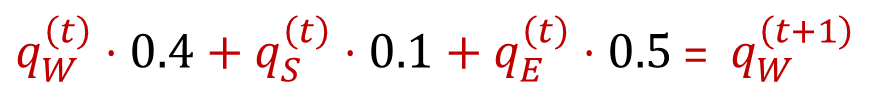 q_W^(t) · 0.4 + q_S^(t) · 0.1 + q_E^(t) · 0.5 = q_W^(t+1)